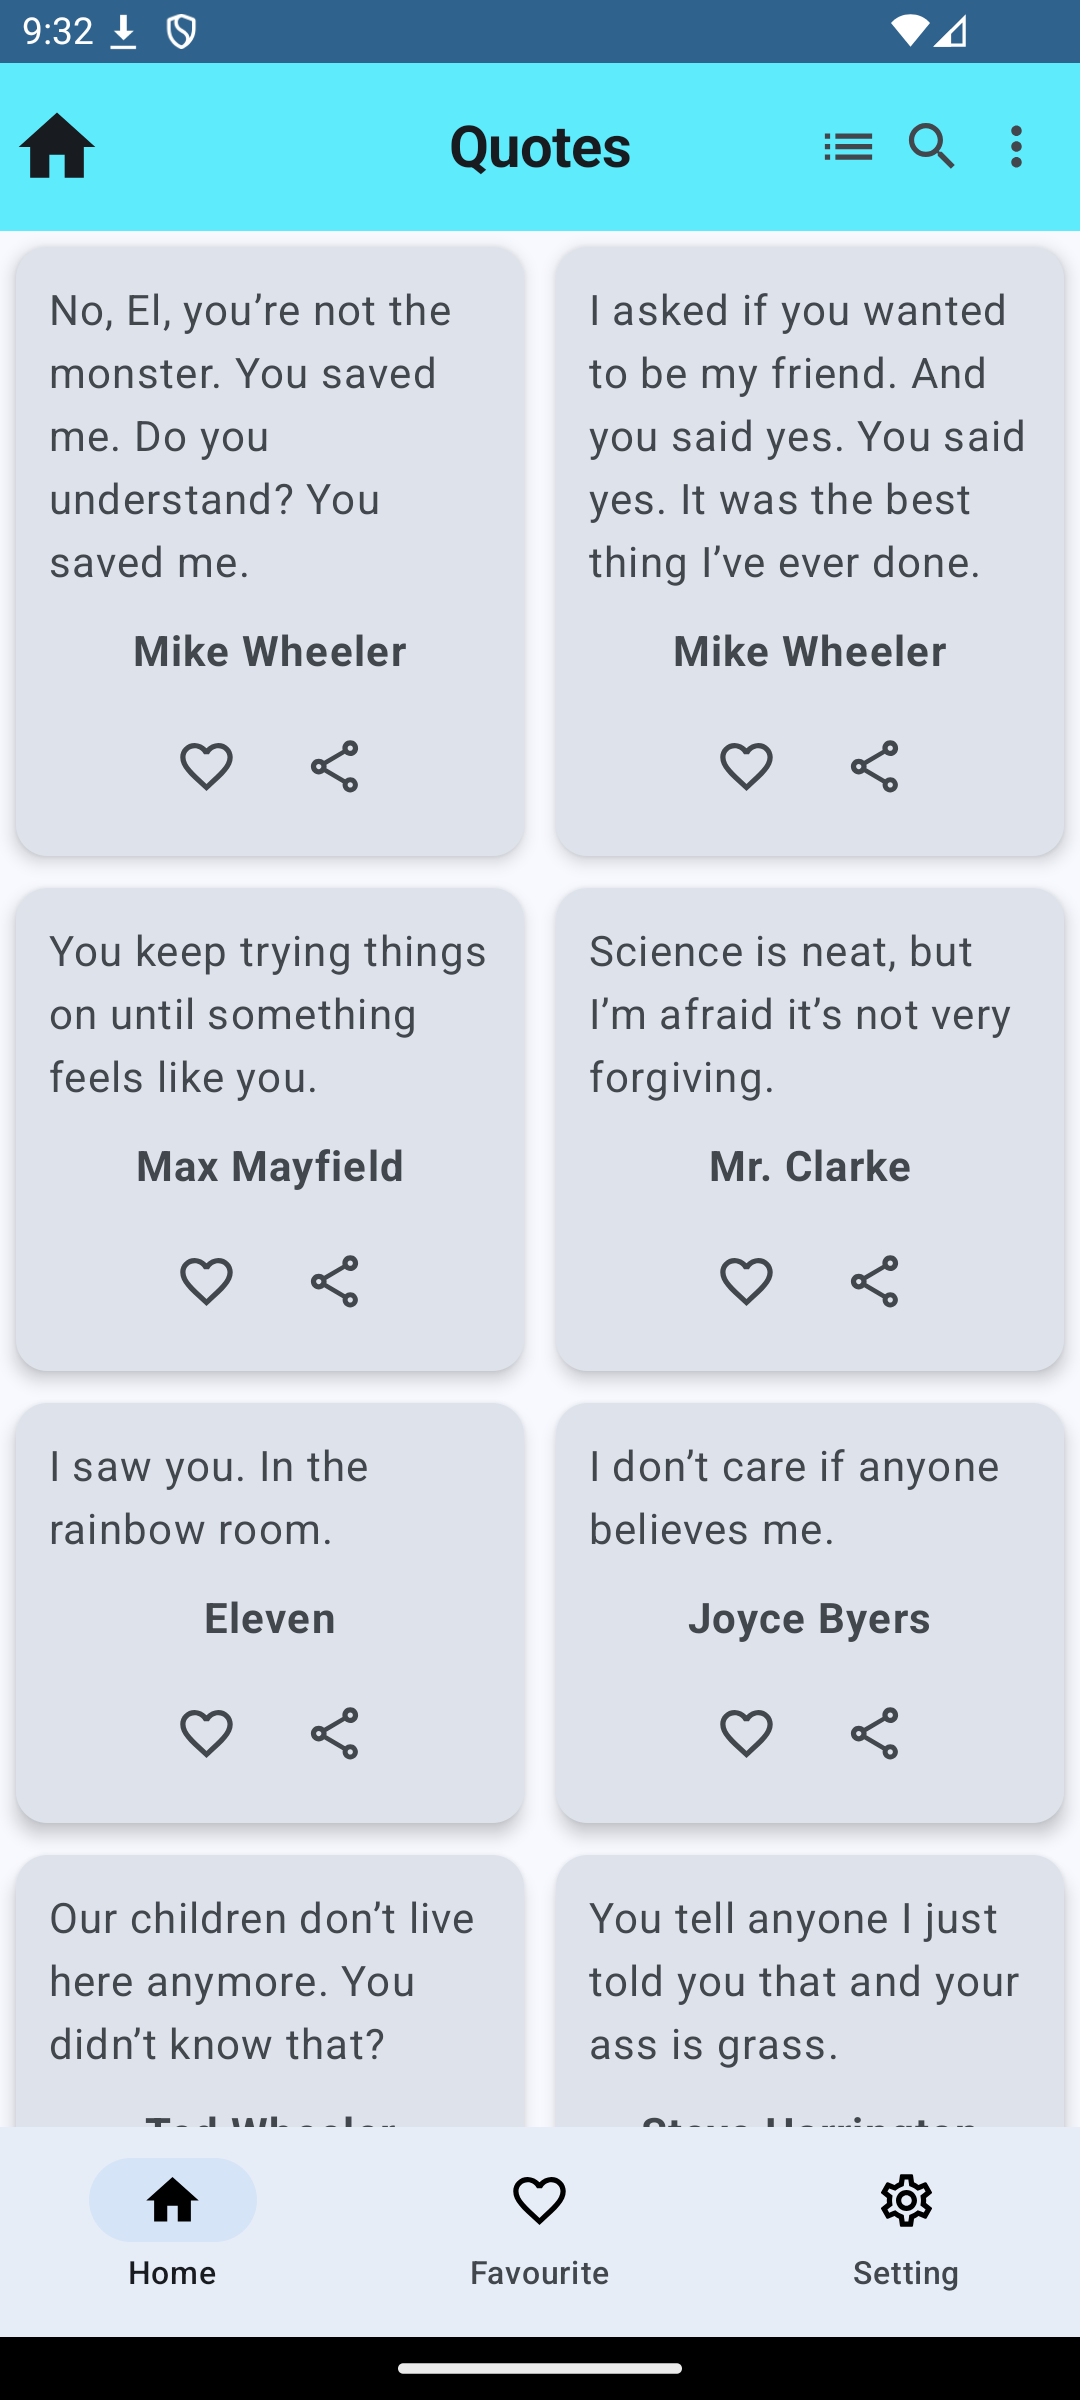 9:32
Quotes
No, El, you’re not the
monster. You saved
me. Do you
understand? You
saved me.
Mike Wheeler
I asked if you wanted
to be my friend. And
you said yes. You said
yes. It was the best
thing I’ve ever done.
Mike Wheeler
You keep trying things
on until something
feels like you.
Max Mayfield
Science is neat, but
I’m afraid it’s not very
forgiving.
Mr. Clarke
I saw you. In the
rainbow room.
Eleven
I don’t care if anyone
believes me.
Joyce Byers
Our children don’t live
here anymore. You
didn’t know that?
Ted Wheeler
You tell anyone I just
told you that and your
ass is grass.
Steve Harrington
Home
Favourite
Setting